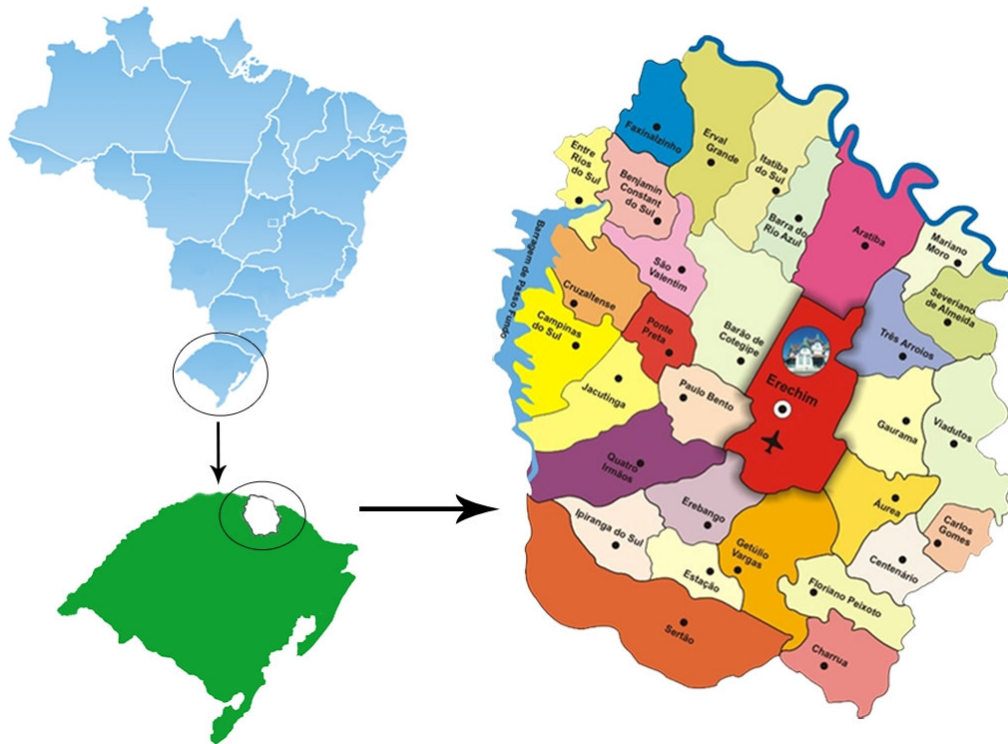 Faxinalzinho
Erval
Grande
Itatiba
do Sul
Entre
Rios
do Sul
Benjamin
Constant
do Sul
Barra do
Rio Azul
Aratiba
Mariano
Moro
Severiano
de Almeida
Barragem de Passo Fundo
São
Valentim
Cruzaltense
Campinas
do Sul
Ponte
Preta
Barão de
Cotegipe
Três Arroios
Jacutinga
Paulo Bento
Erechim
Gaurama
Viadutos
Quatro
Irmãos
Erebango
Áurea
Carlos
Gomes
Ipiranga do Sul
Getúlio
Vargas
Centenário
Estação
Floriano Peixoto
Sertão
Charrua